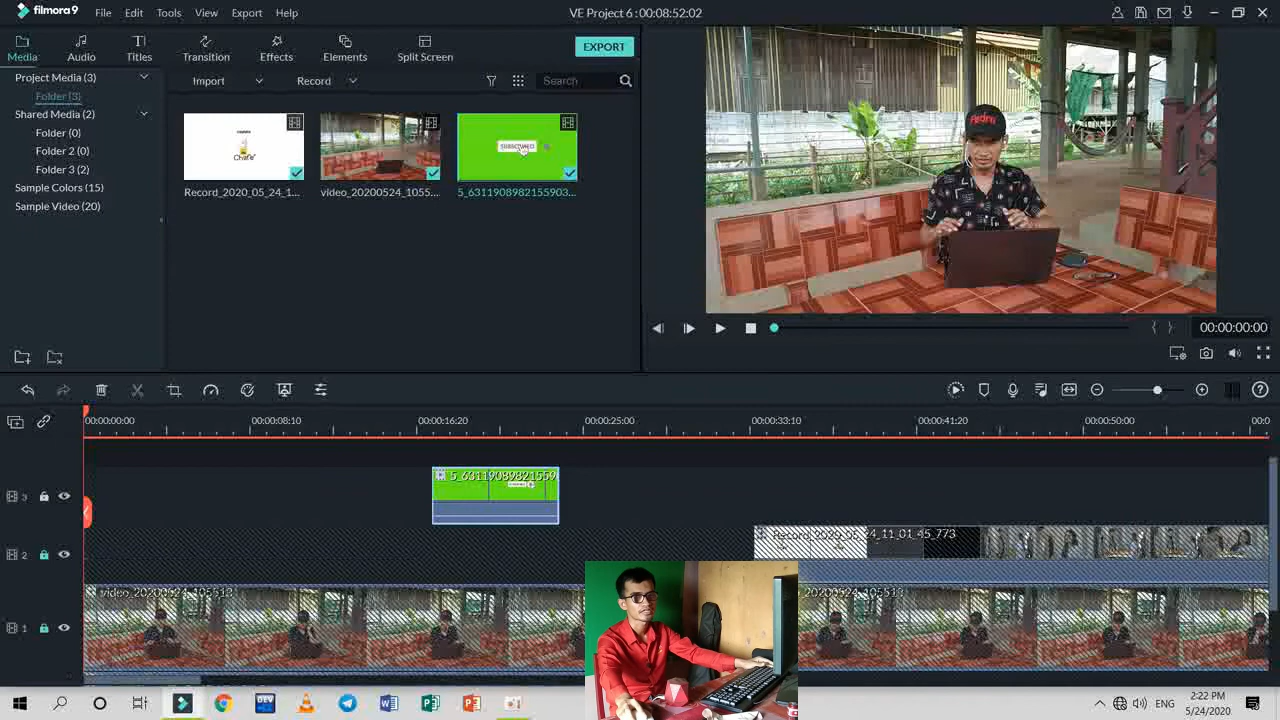 filmora9
File Edit Tools View Export Help
VE Project 6 : 00:08:52:02
Media Audio Titles Transition Effects Elements Split Screen
EXPORT
Project Media (3)
Folder (3)
Shared Media (2)
Folder (0)
Folder 2 (0)
Folder 3 (2)
Sample Colors (15)
Sample Video (20)
Import Record Search
Record_2020_05_24_1...
video_20200524_1055...
5_6311908982155903...
00:00:00:00
00:00:00:00 00:00:08:10 00:00:16:20 00:00:25:00 00:00:33:10 00:00:41:20 00:00:50:00 00:0
3
5_63119089821559
2
Record_2020_05_24_11_01_45_773
1
video_20200524_105513
20200524_105513
DEV
ENG
2:22 PM
5/24/2020